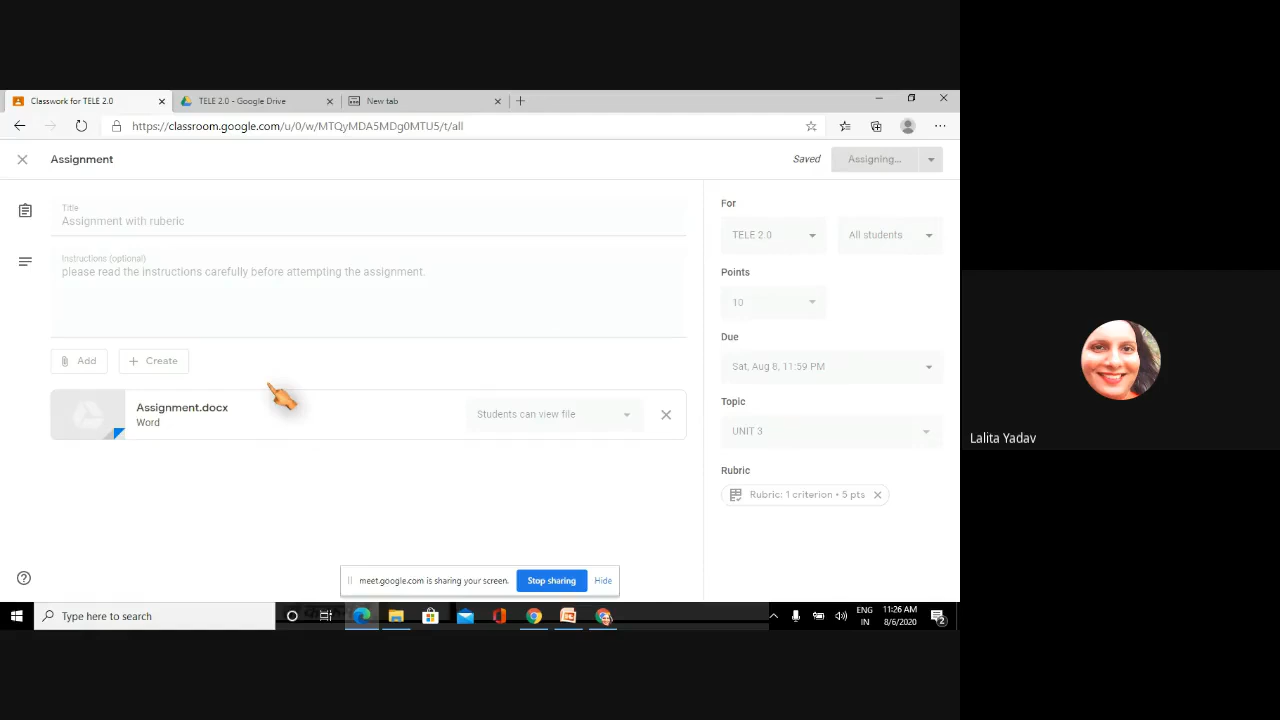 Classwork for TELE 2.0
TELE 2.0 - Google Drive
New tab
https://classroom.google.com/u/0/w/MTQyMDA5MDg0MTU5/t/all
Assignment
Saved
Assigning...
Title
Assignment with ruberic
Instructions (optional)
please read the instructions carefully before attempting the assignment.
Add
Create
Assignment.docx
Word
Students can view file
For
TELE 2.0
All students
Points
10
Due
Sat, Aug 8, 11:59 PM
Topic
UNIT 3
Rubric
Rubric: 1 criterion • 5 pts
meet.google.com is sharing your screen.
Stop sharing
Hide
Type here to search
ENG
IN
11:26 AM
8/6/2020
2
Lalita Yadav